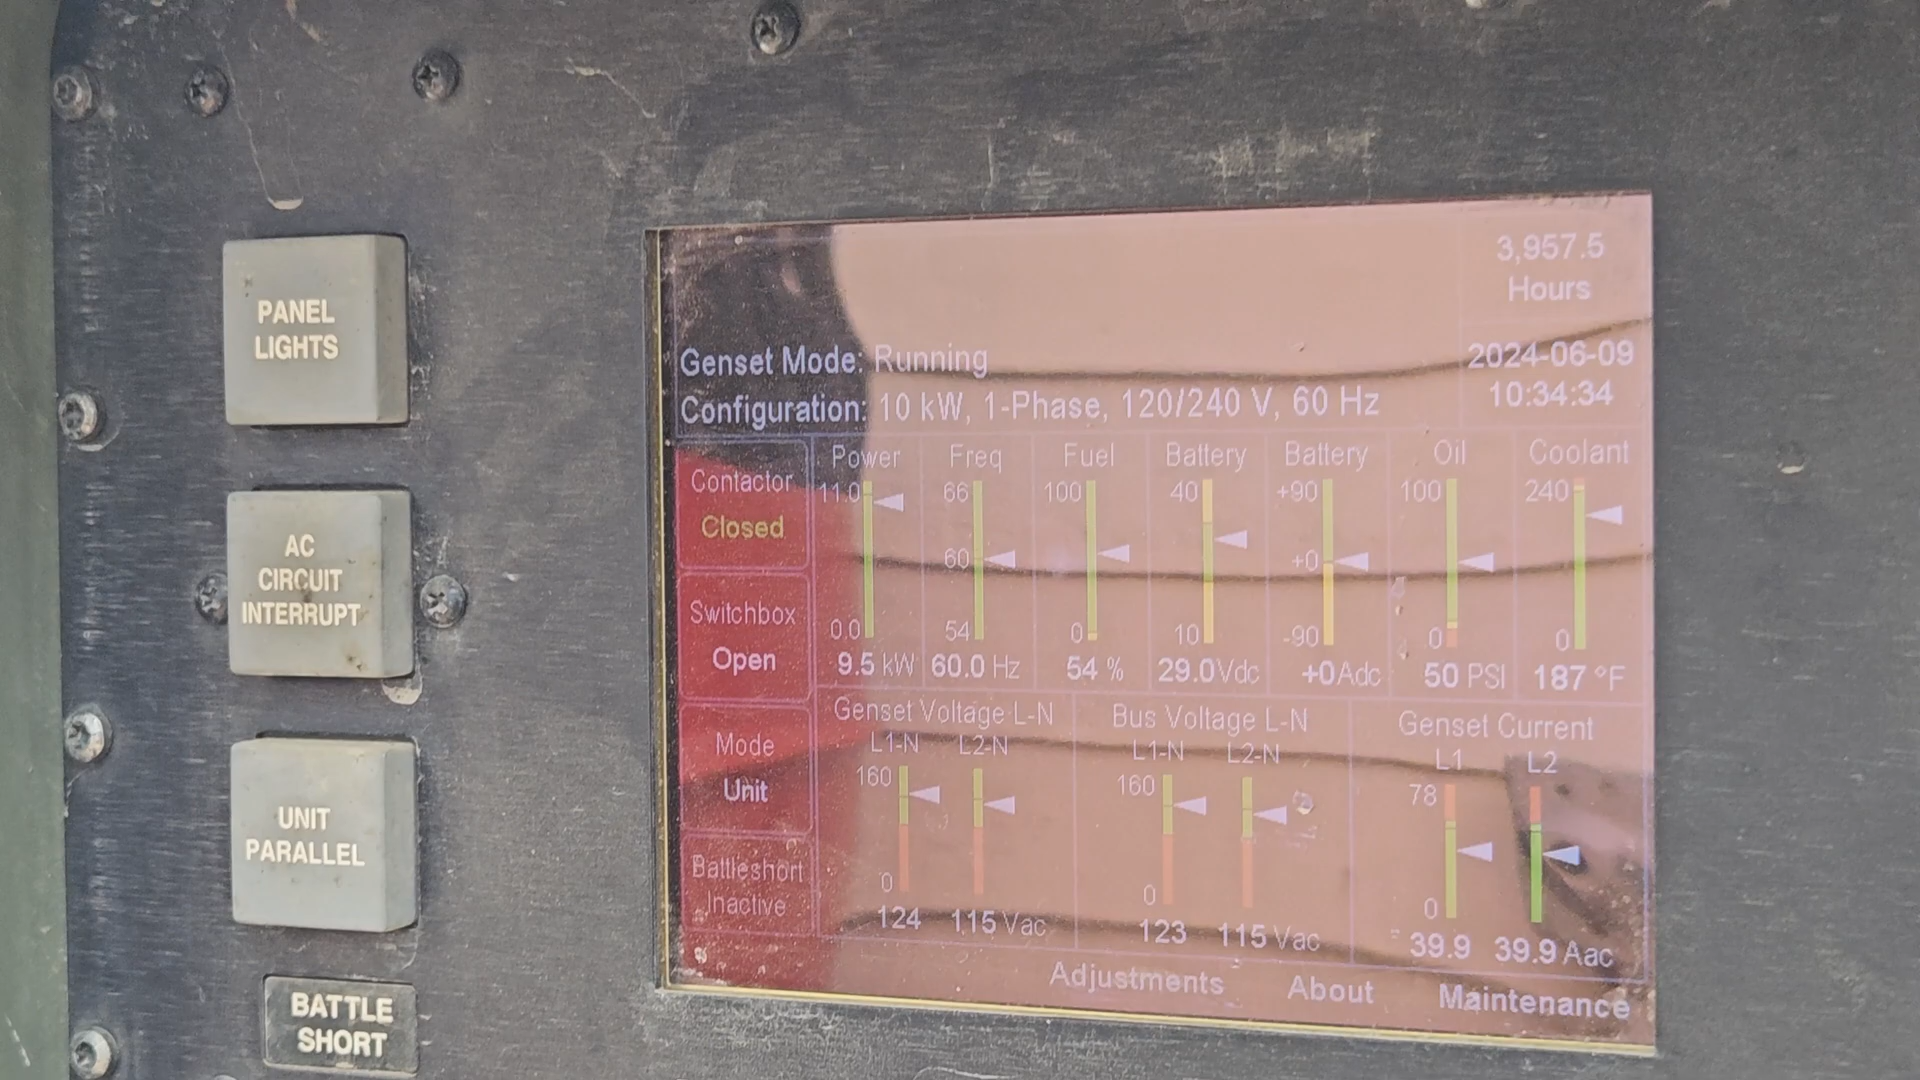 PANEL
LIGHTS
AC
CIRCUIT
INTERRUPT
UNIT
PARALLEL
BATTLE
SHORT
3,957.5
Hours
Genset Mode: Running
2024-06-09
Configuration: 10 kW, 1-Phase, 120/240 V, 60 Hz
10:34:34
Contactor
Closed
Switchbox
Open
Mode
Unit
Battleshort
Inactive
Power Freq Fuel Battery Battery Oil Coolant
11.0 66 100 40 +90 100 240
60 +0
0.0 54 0 10 -90 0 0
9.5 kW 60.0 Hz 54 % 29.0 Vdc +0 Adc 50 PSI 187 °F
Genset Voltage L-N Bus Voltage L-N Genset Current
L1-N L2-N L1-N L2-N L1 L2
160 160 78
0 0 0
124 115 Vac 123 115 Vac 39.9 39.9 Aac
Adjustments About Maintenance